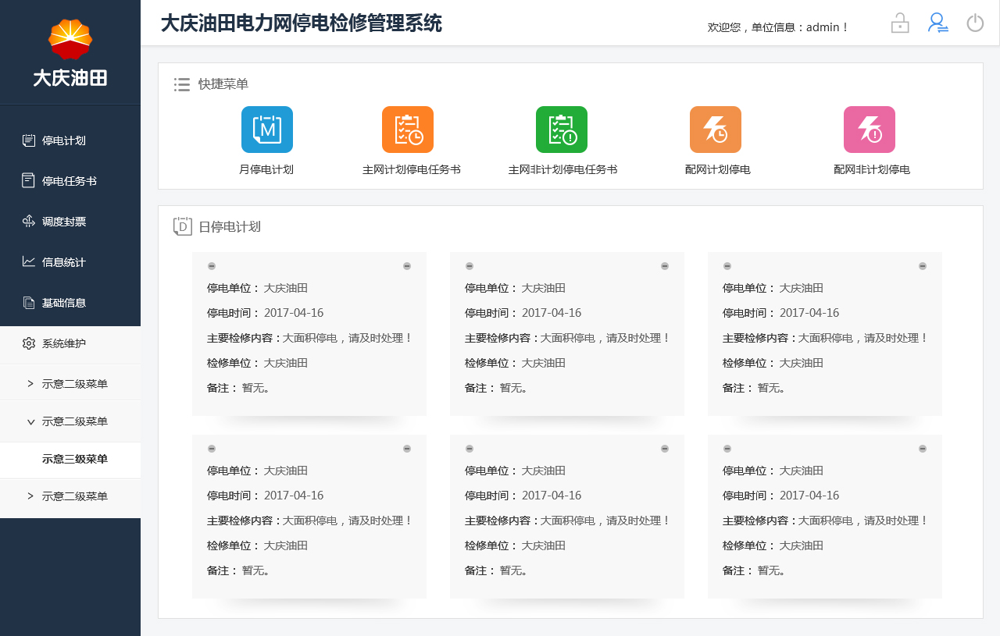 大庆油田
停电计划
停电任务书
调度封票
信息统计
基础信息
系统维护
> 示意二级菜单
示意二级菜单
示意三级菜单
> 示意二级菜单
大庆油田电力网停电检修管理系统
欢迎您，单位信息：admin！
快捷菜单
M
月停电计划
主网计划停电任务书
主网非计划停电任务书
配网计划停电
配网非计划停电
D 日停电计划
停电单位： 大庆油田
停电时间： 2017-04-16
主要检修内容：大面积停电，请及时处理！
检修单位： 大庆油田
备注： 暂无。
停电单位： 大庆油田
停电时间： 2017-04-16
主要检修内容：大面积停电，请及时处理！
检修单位： 大庆油田
备注： 暂无。
停电单位： 大庆油田
停电时间： 2017-04-16
主要检修内容：大面积停电，请及时处理！
检修单位： 大庆油田
备注： 暂无。
停电单位： 大庆油田
停电时间： 2017-04-16
主要检修内容：大面积停电，请及时处理！
检修单位： 大庆油田
备注： 暂无。
停电单位： 大庆油田
停电时间： 2017-04-16
主要检修内容：大面积停电，请及时处理！
检修单位： 大庆油田
备注： 暂无。
停电单位： 大庆油田
停电时间： 2017-04-16
主要检修内容：大面积停电，请及时处理！
检修单位： 大庆油田
备注： 暂无。